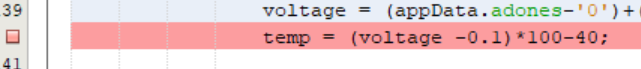 39 voltage = (appData.adones-'0')+(
temp = (voltage -0.1)*100-40;
41